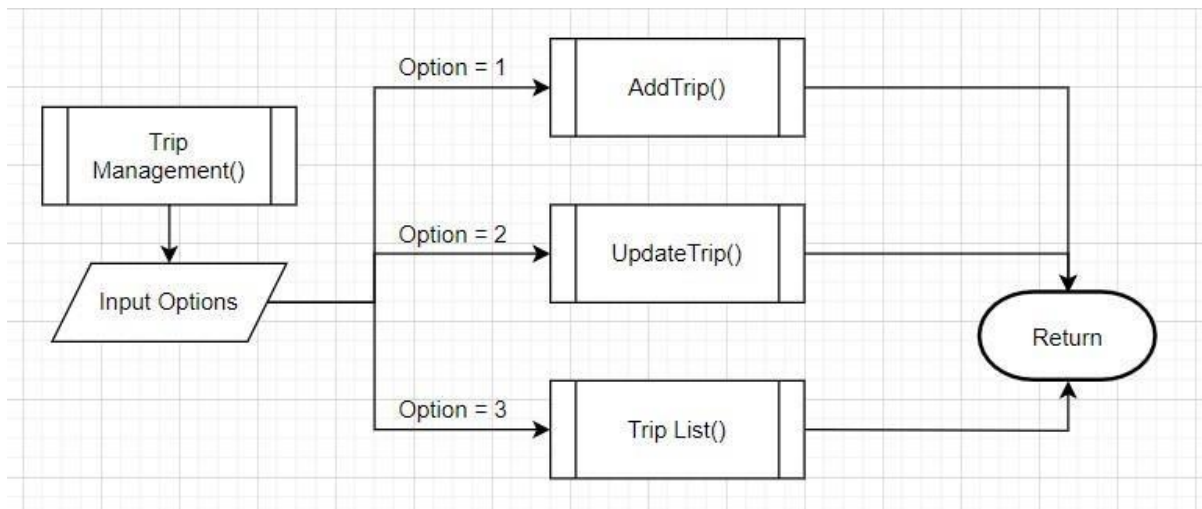 Option = 1
AddTrip()
Trip
Management()
Option = 2
UpdateTrip()
Input Options
Return
Option = 3
Trip List()